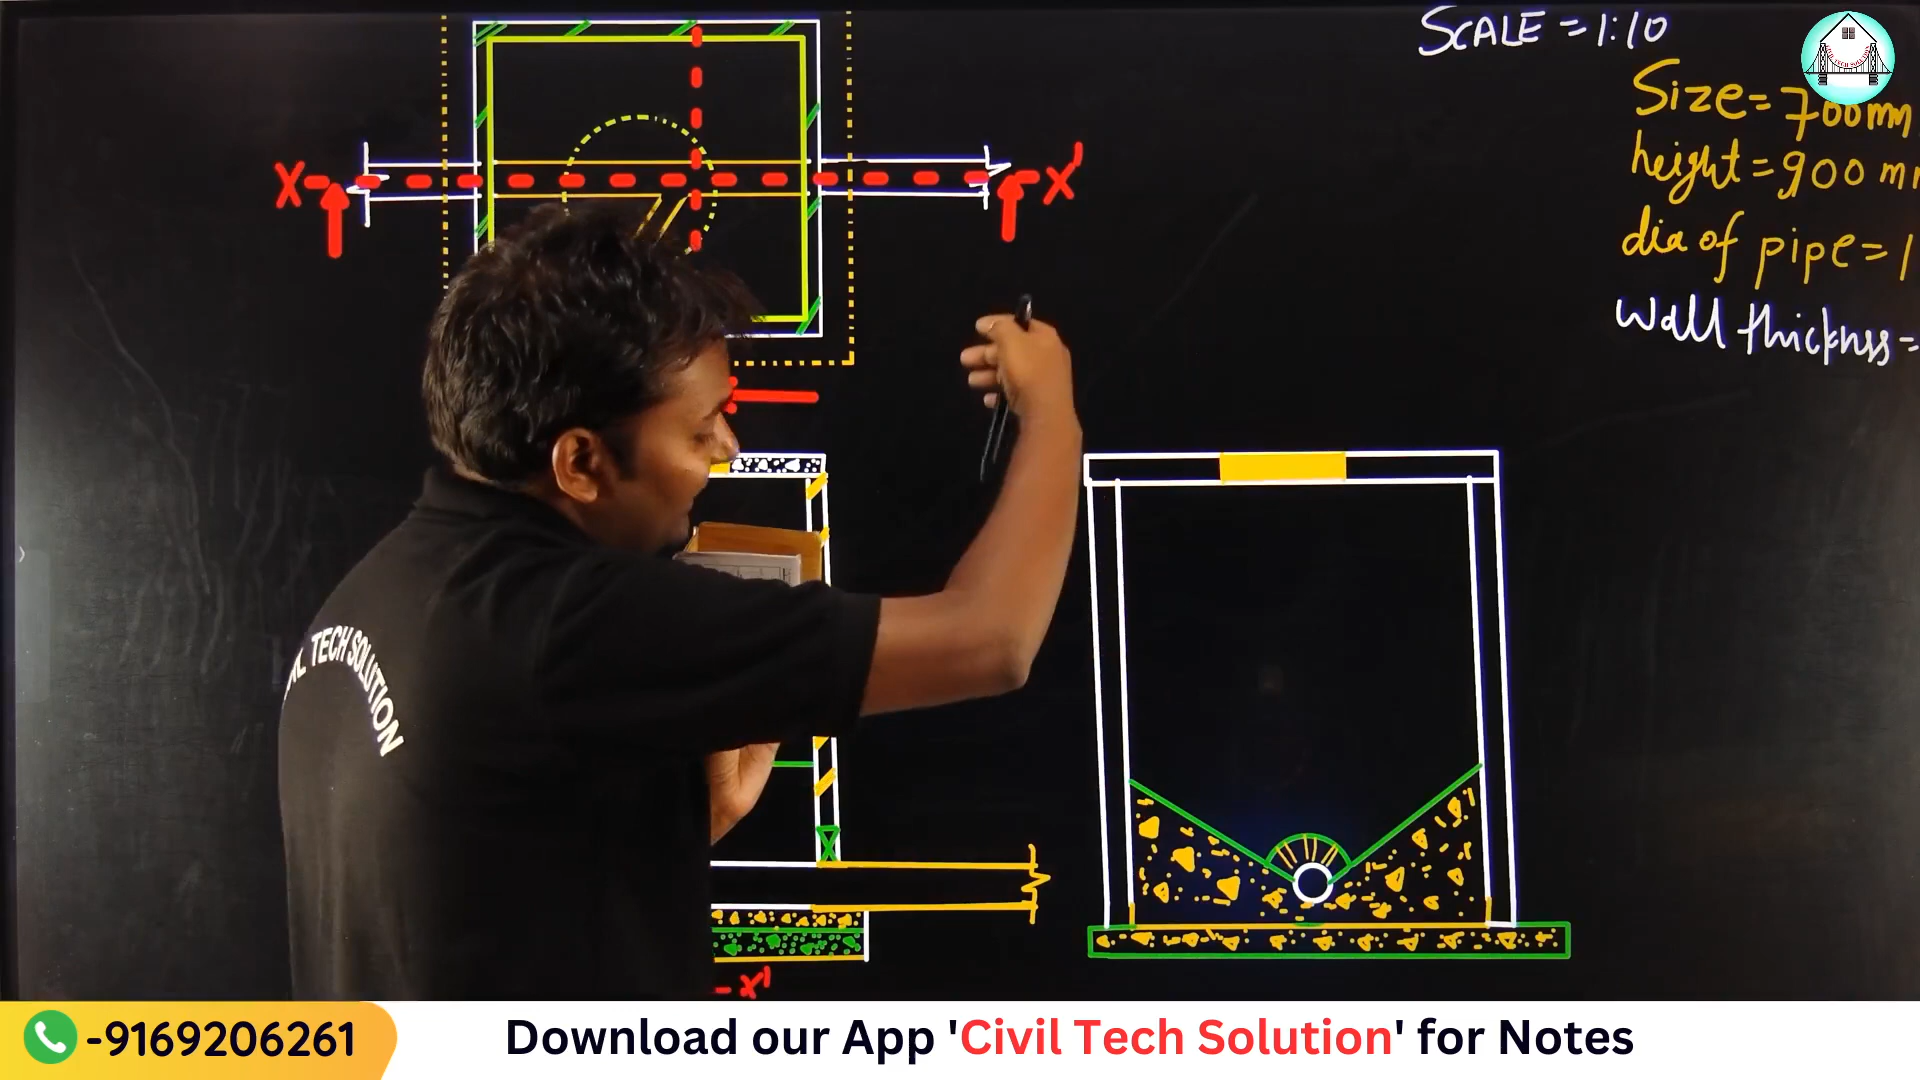 SCALE = 1:10
Size = 700mm
height = 900 m
dia of pipe = 1
wall thicknss =
X-
-X'
TECH SOLUTION
-X'
-9169206261
Download our App 'Civil Tech Solution' for Notes